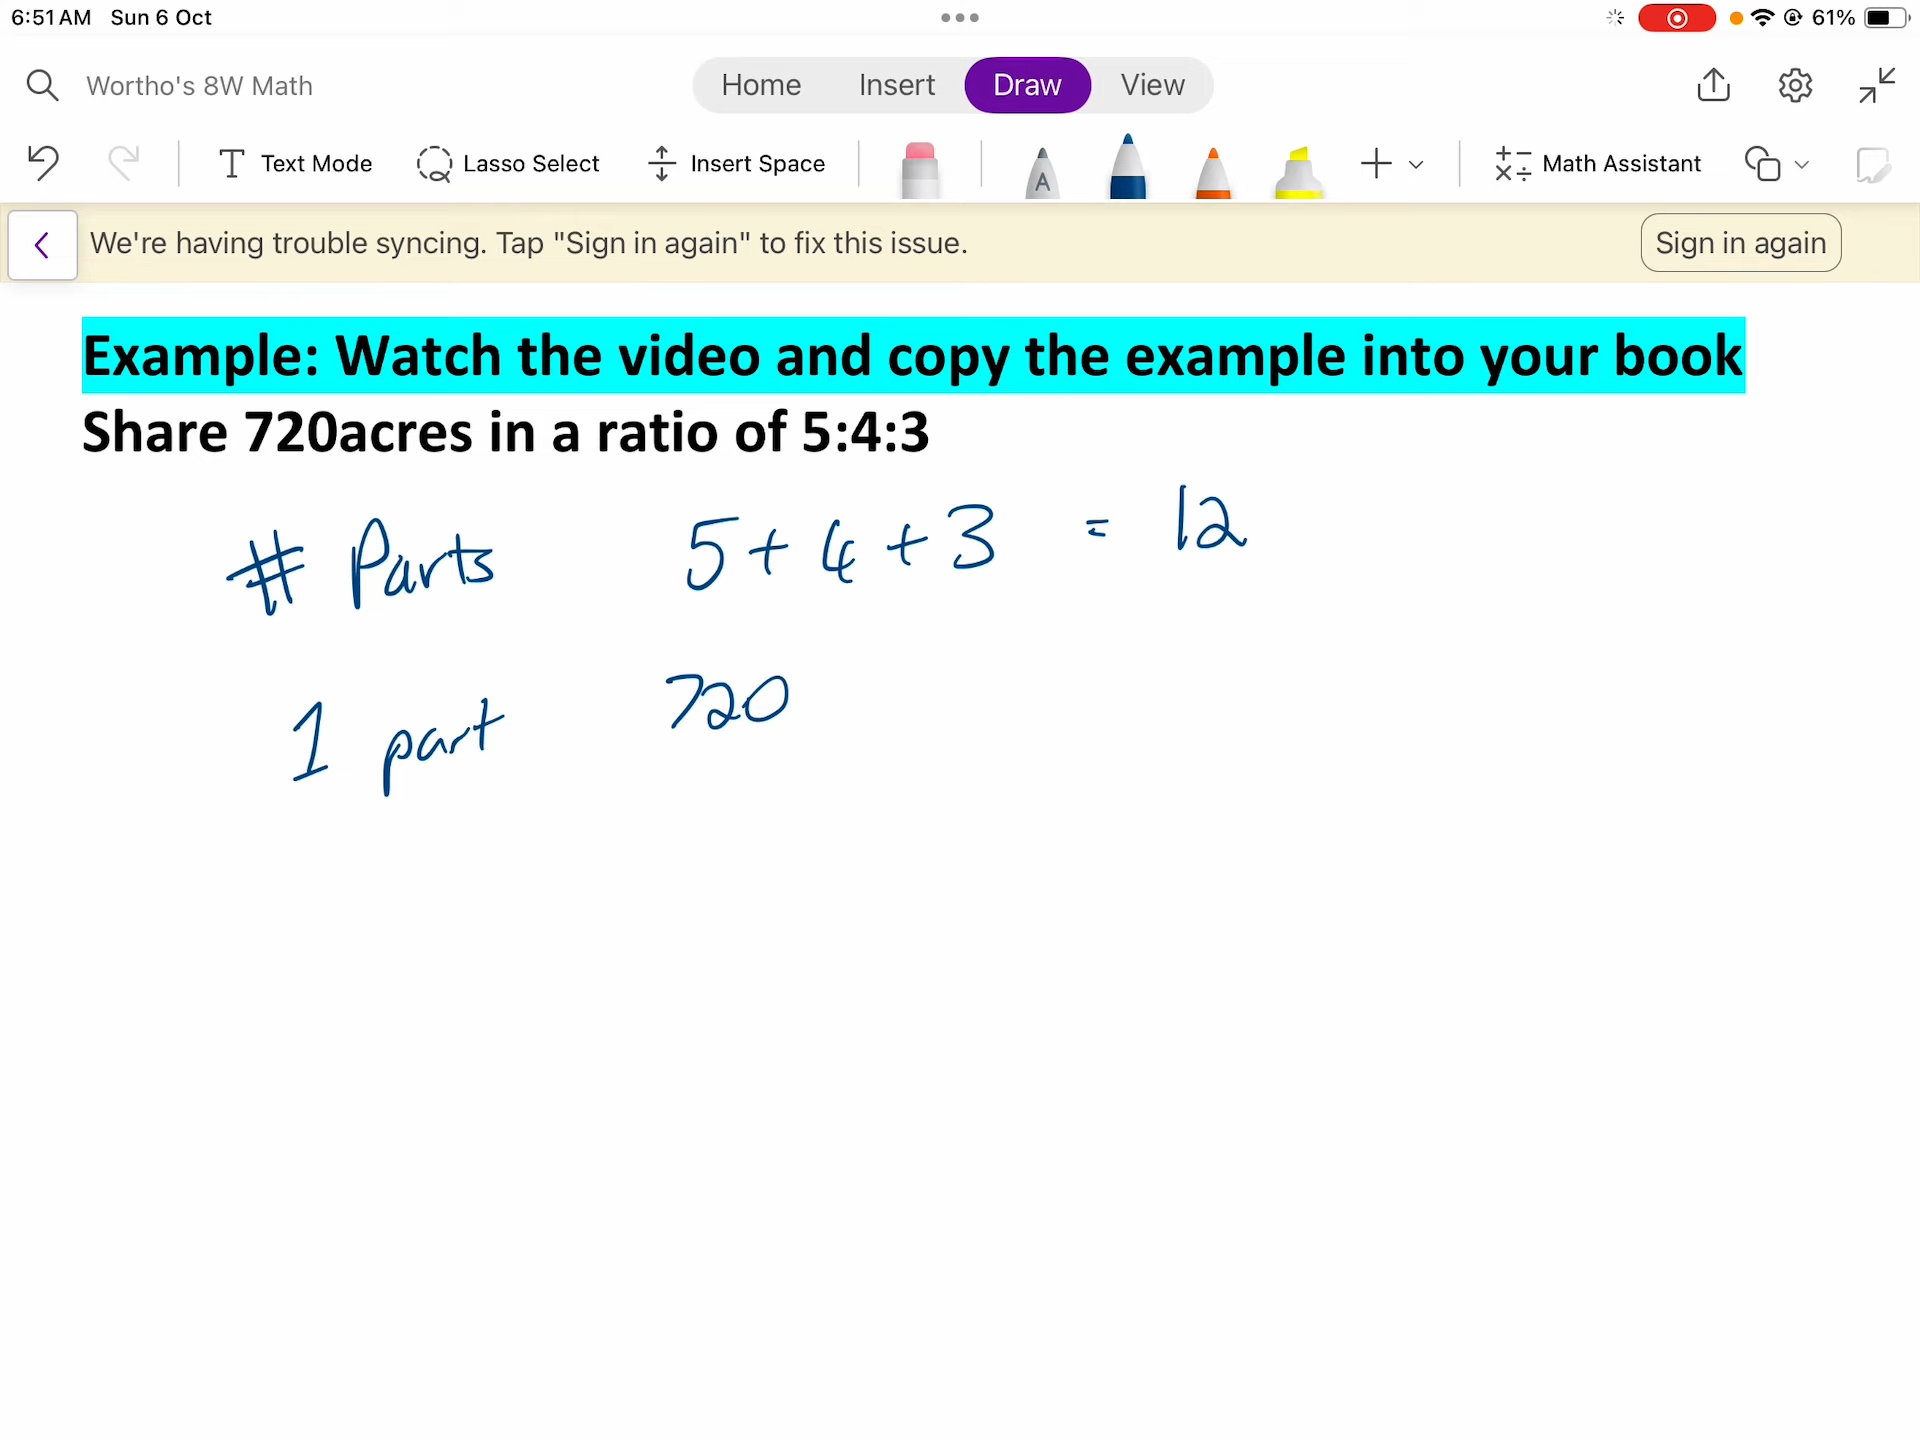 6:51 AM Sun 6 Oct 61%
Wortho's 8W Math Home Insert Draw View
Text Mode Lasso Select Insert Space A Math Assistant
We're having trouble syncing. Tap "Sign in again" to fix this issue. Sign in again
Example: Watch the video and copy the example into your book
Share 720acres in a ratio of 5:4:3
# Parts 5 + 4 + 3 = 12
1 part 720